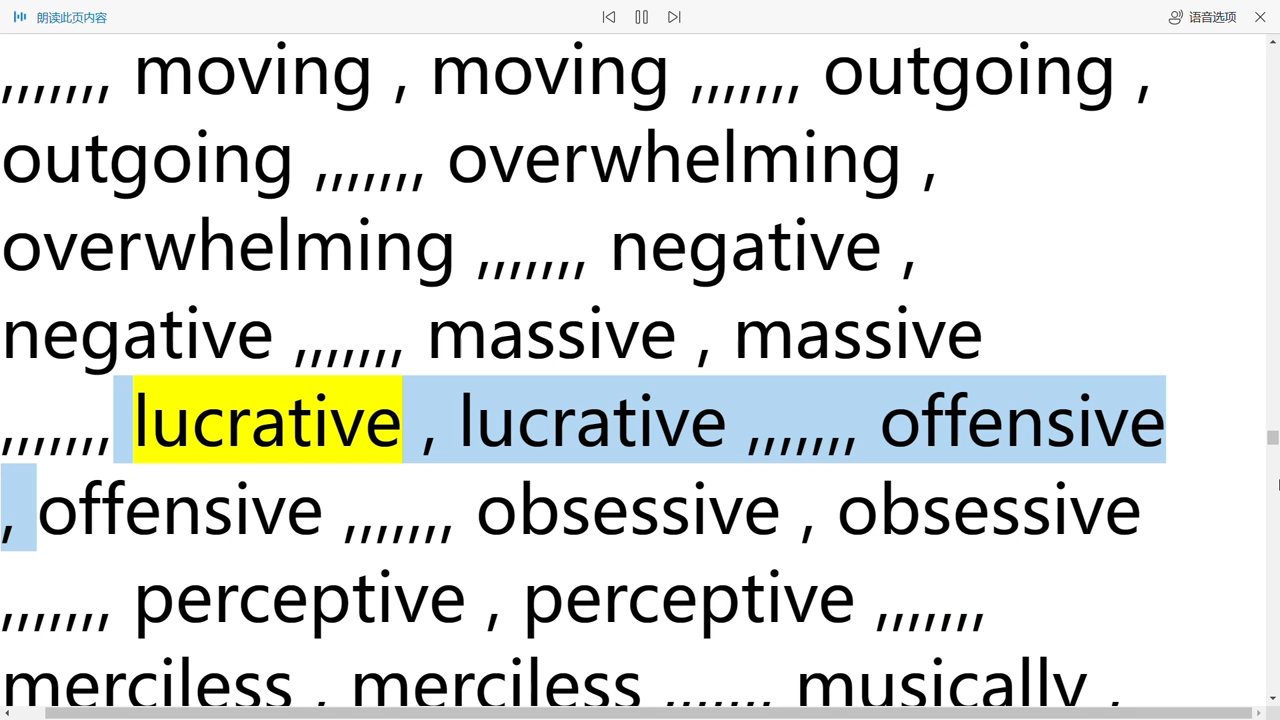 朗读此页内容
语音选项
,,,,,,, moving , moving ,,,,,,, outgoing ,
outgoing ,,,,,,, overwhelming ,
overwhelming ,,,,,,, negative ,
negative ,,,,,,, massive , massive
,,,,,,, lucrative , lucrative ,,,,,,, offensive
, offensive ,,,,,,, obsessive , obsessive
,,,,,,, perceptive , perceptive ,,,,,,,
merciless , merciless ,,,,,,, musically ,